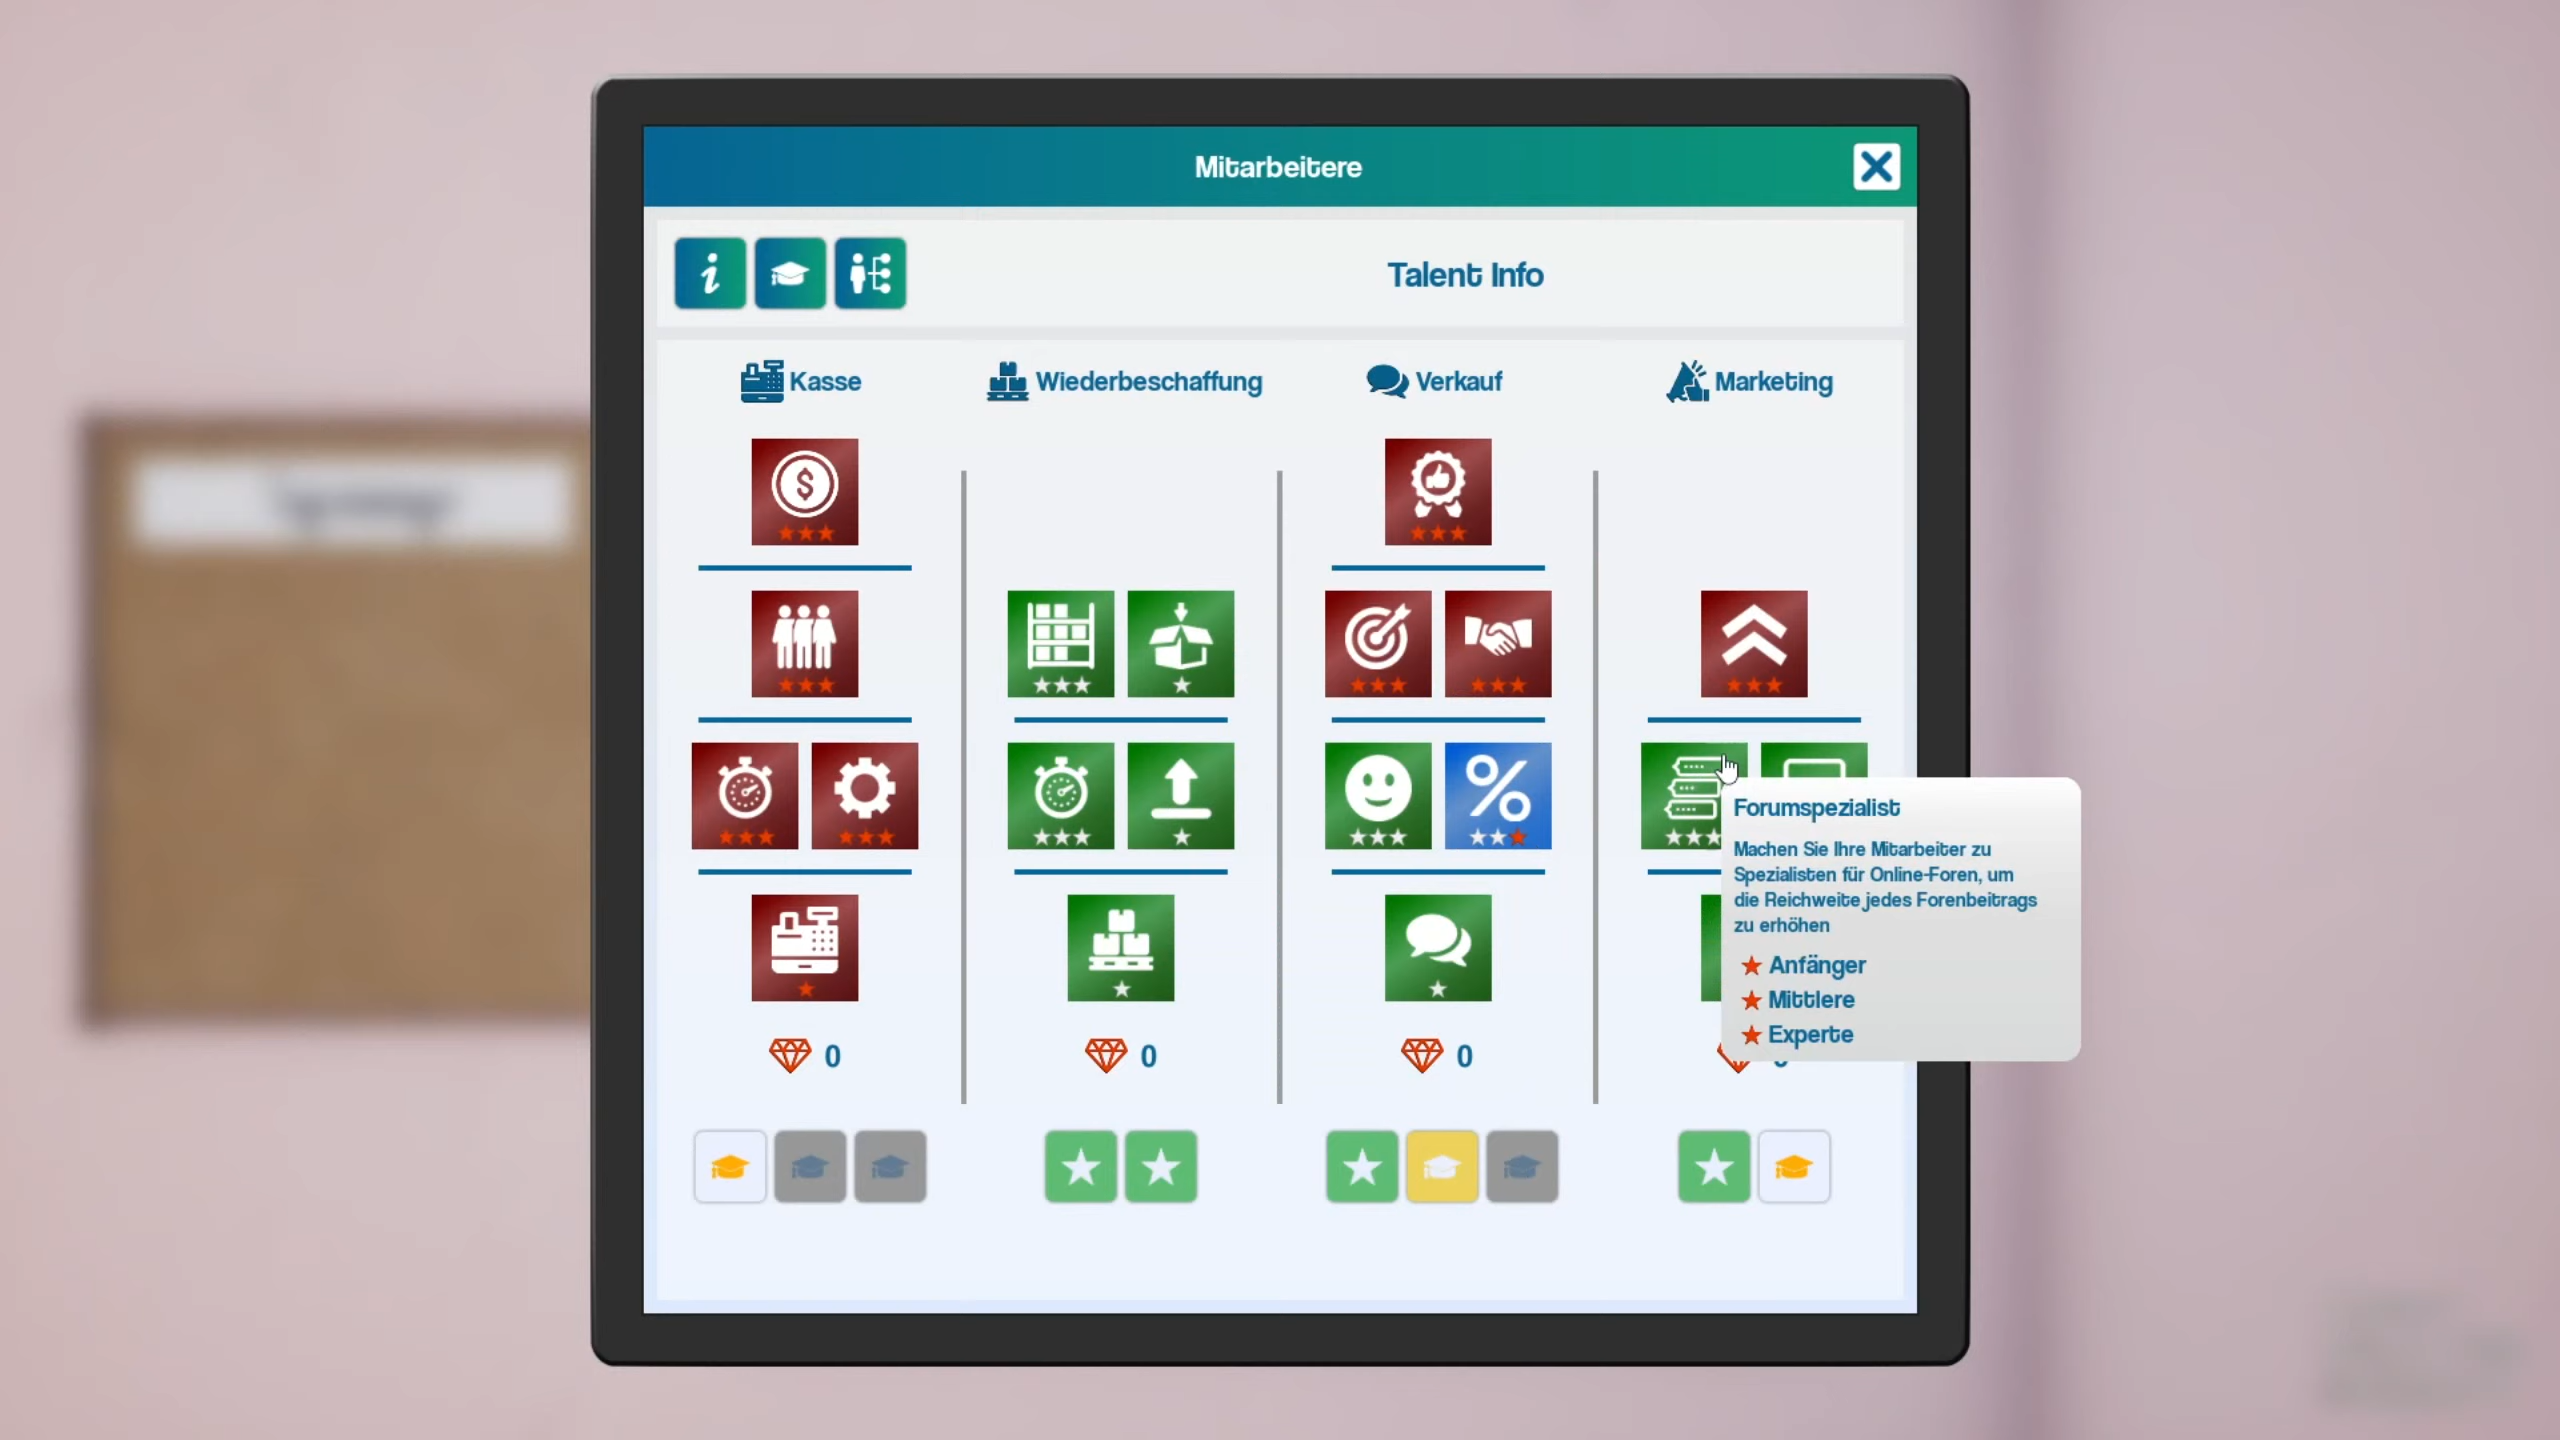 Mitarbeitere
Talent Info
Kasse
Wiederbeschaffung
Verkauf
Marketing
Forumspezialist
Machen Sie Ihre Mitarbeiter zu
Spezialisten für Online-Foren, um
die Reichweite jedes Forenbeitrags
zu erhöhen
Anfänger
Mittlere
Experte
0
0
0